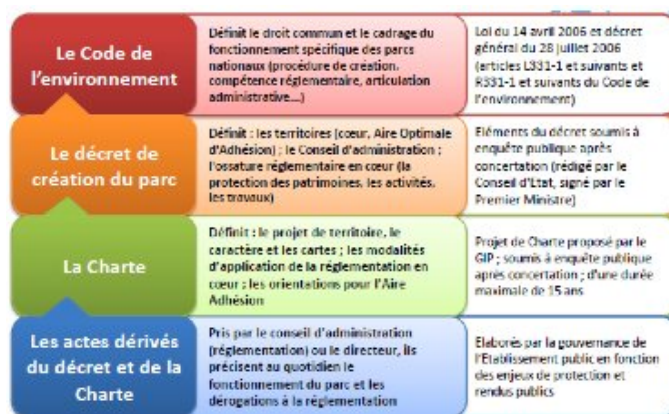 Le Code de
l'environnement
Définit le droit commun et le cadrage du
fonctionnement spécifique des parcs
nationaux (procédure de création,
compétence réglementaire, articulation
administrative...)
Loi du 14 avril 2006 et décret
général du 28 juillet 2006
(articles L331-1 et suivants et
R331-1 et suivants du Code de
l'environnement)
Le décret de
création du parc
Définit : les territoires (cœur, Aire Optimale
d'Adhésion) ; le Conseil d'administration ;
l'ossature réglementaire en cœur (la
protection des patrimoines, les activités,
les travaux)
Eléments du décret soumis à
enquête publique après
concertation (rédigé par le
Conseil d'Etat, signé par le
Premier Ministre)
La Charte
Définit : le projet de territoire, le
caractère et les cartes ; les modalités
d'application de la réglementation en
cœur ; les orientations pour l'Aire
Adhésion
Projet de Charte proposé par le
GIP ; soumis à enquête publique
après concertation ; d'une durée
maximale de 15 ans
Les actes dérivés
du décret et de la
Charte
Pris par le conseil d'administration
(réglementation) ou le directeur, ils
précisent au quotidien le
fonctionnement du parc et les
dérogations à la réglementation
Elaborés par la gouvernance de
l'Etablissement public en fonction
des enjeux de protection et
rendus publics